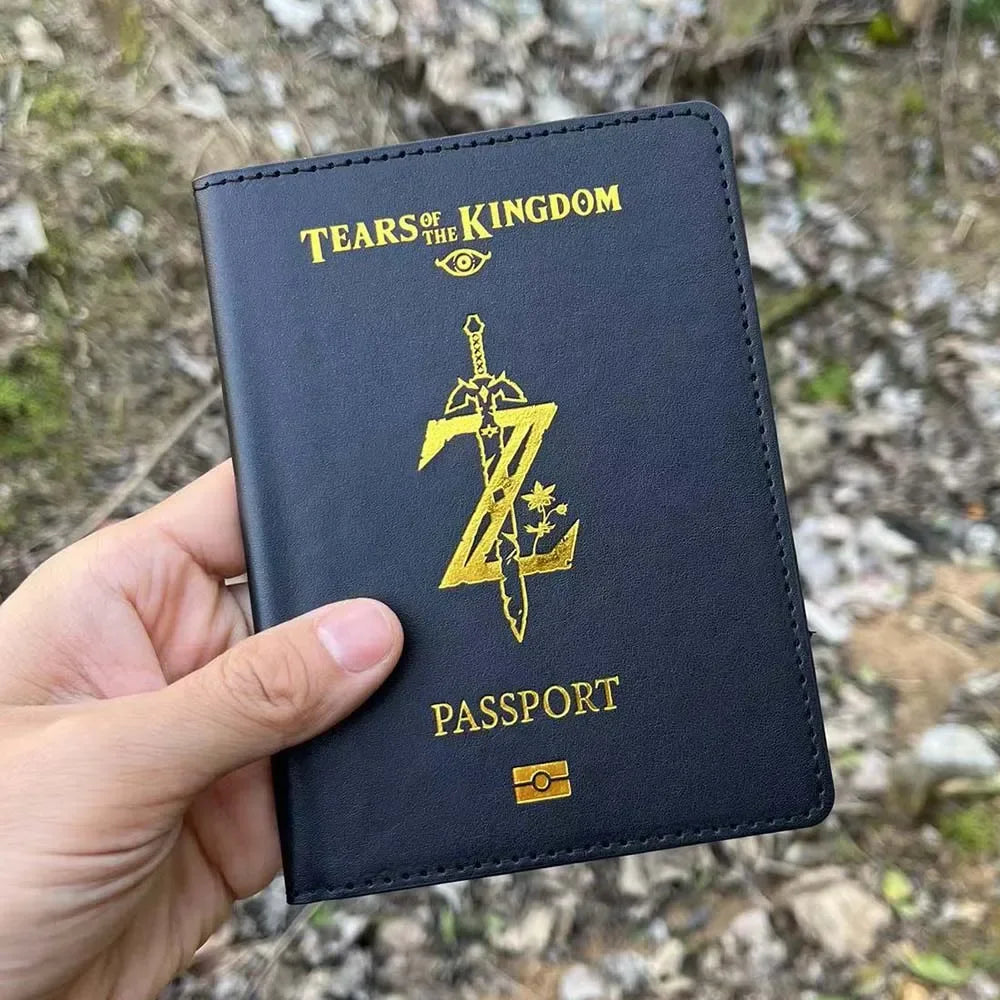 TEARS OF THE KINGDOM
Z
PASSPORT